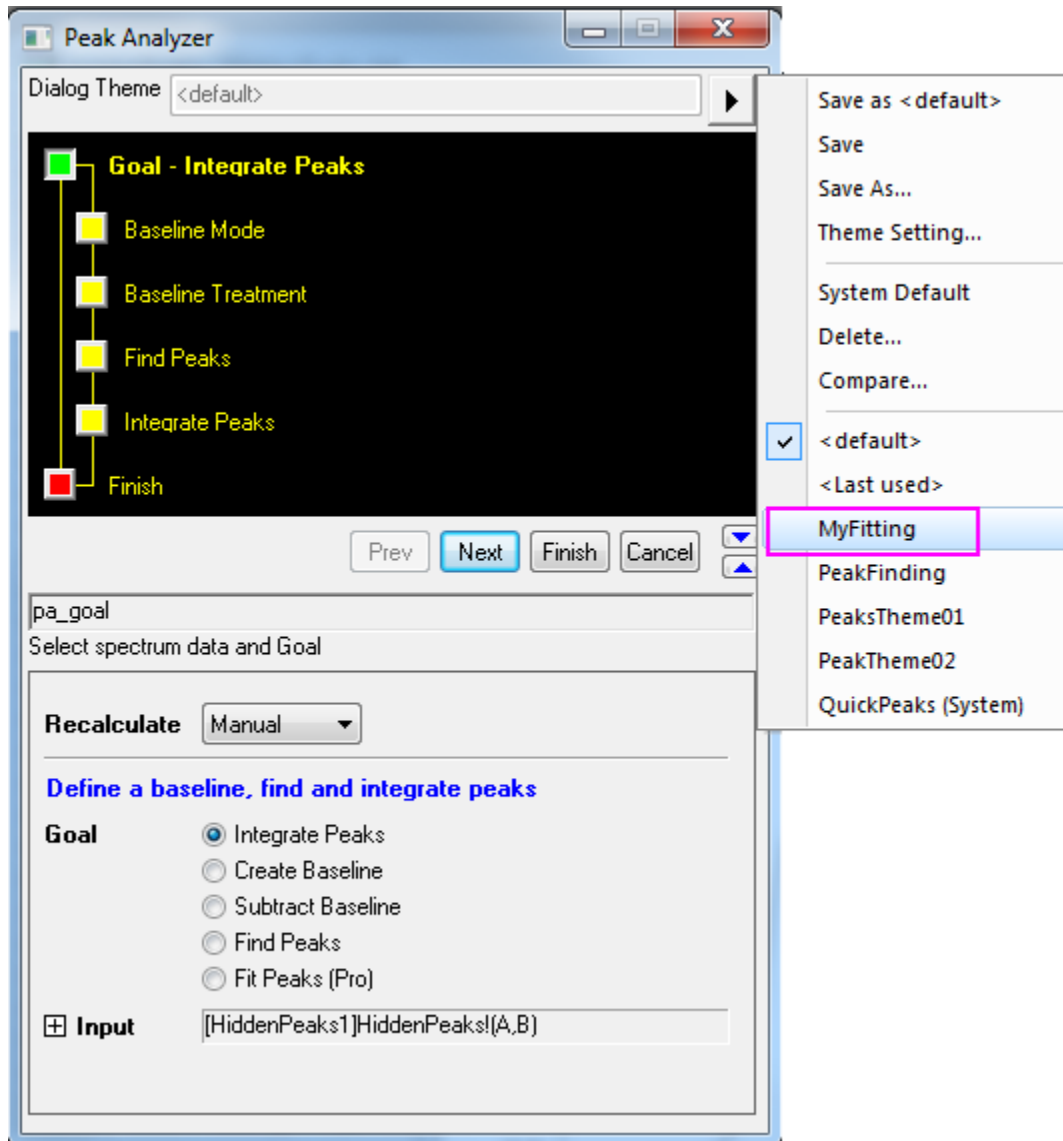 Peak Analyzer
Dialog Theme <default>
Goal - Integrate Peaks
Baseline Mode
Baseline Treatment
Find Peaks
Integrate Peaks
Finish
Prev Next Finish Cancel
pa_goal
Select spectrum data and Goal
Recalculate Manual
Define a baseline, find and integrate peaks
Goal Integrate Peaks
Create Baseline
Subtract Baseline
Find Peaks
Fit Peaks (Pro)
Input [HiddenPeaks1]HiddenPeaks!(A,B)
Save as <default>
Save
Save As...
Theme Setting...
System Default
Delete...
Compare...
<default>
<Last used>
MyFitting
PeakFinding
PeaksTheme01
PeakTheme02
QuickPeaks (System)